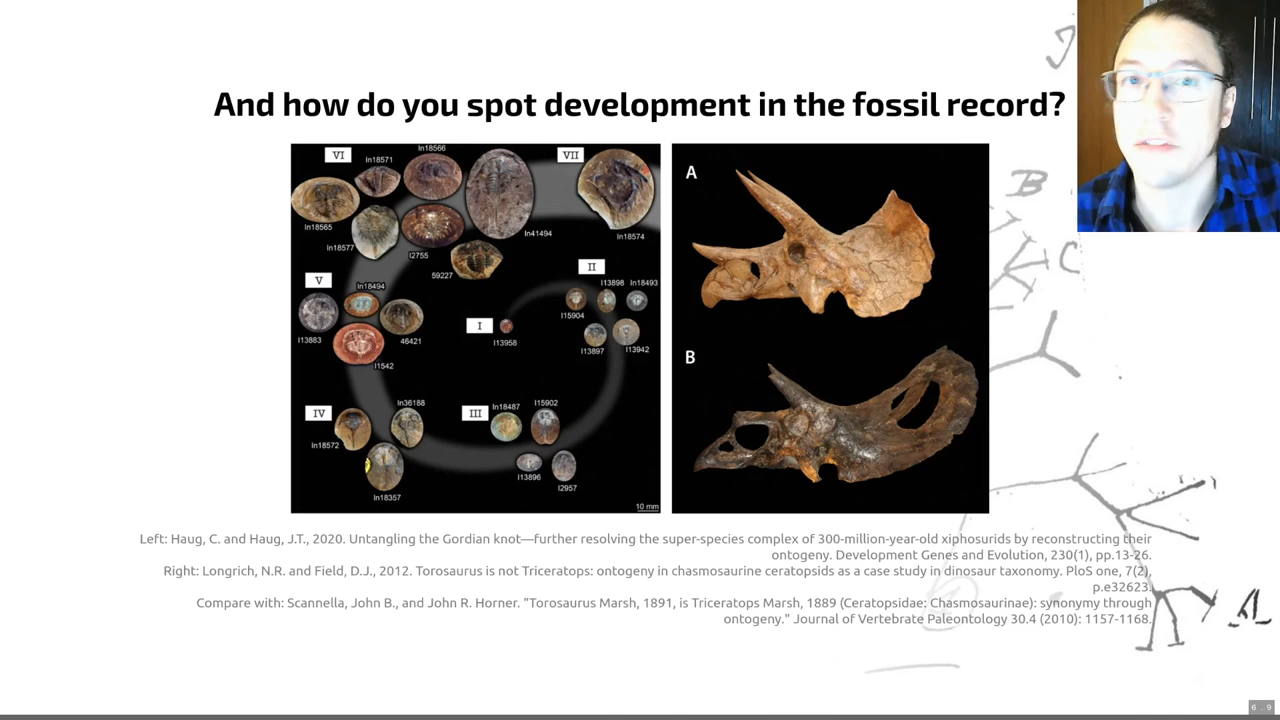 And how do you spot development in the fossil record?
VI
In18571
In18566
VII
In18565
In18577
I2755
59227
In41494
In18574
V
In18494
I13883
46421
I1542
II
I13898
In18493
I15904
I13897
I13942
I
I13958
IV
In36188
In18572
In18357
III
In18487
I15902
I13896
I2957
10 mm
A
B
B
C
A
Left: Haug, C. and Haug, J.T., 2020. Untangling the Gordian knot—further resolving the super-species complex of 300-million-year-old xiphosurids by reconstructing their
ontogeny. Development Genes and Evolution, 230(1), pp.13-26.
Right: Longrich, N.R. and Field, D.J., 2012. Torosaurus is not Triceratops: ontogeny in chasmosaurine ceratopsids as a case study in dinosaur taxonomy. PloS one, 7(2),
p.e32623.
Compare with: Scannella, John B., and John R. Horner. "Torosaurus Marsh, 1891, is Triceratops Marsh, 1889 (Ceratopsidae: Chasmosaurinae): synonymy through
ontogeny." Journal of Vertebrate Paleontology 30.4 (2010): 1157-1168.
6 . 9